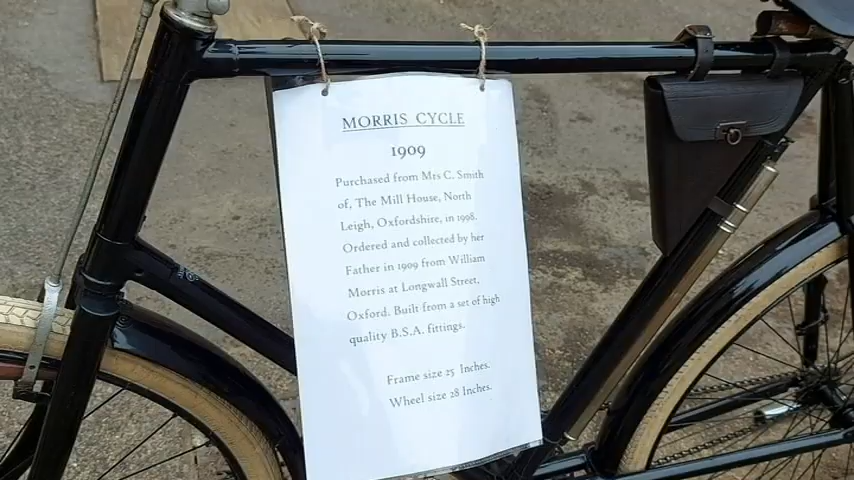 MORRIS CYCLE
1909
Purchased from Mrs C. Smith
of, The Mill House, North
Leigh, Oxfordshire, in 1998.
Ordered and collected by her
Father in 1909 from William
Morris at Longwall Street,
Oxford. Built from a set of high
quality B.S.A. fittings.
Frame size 25 Inches.
Wheel size 28 Inches.